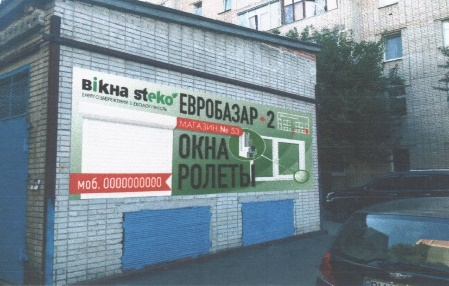 вікна steko
ЕВРОБАЗАР - 2
МАГАЗИН № 53
ОКНА
РОЛЕТЫ
моб. 0000000000